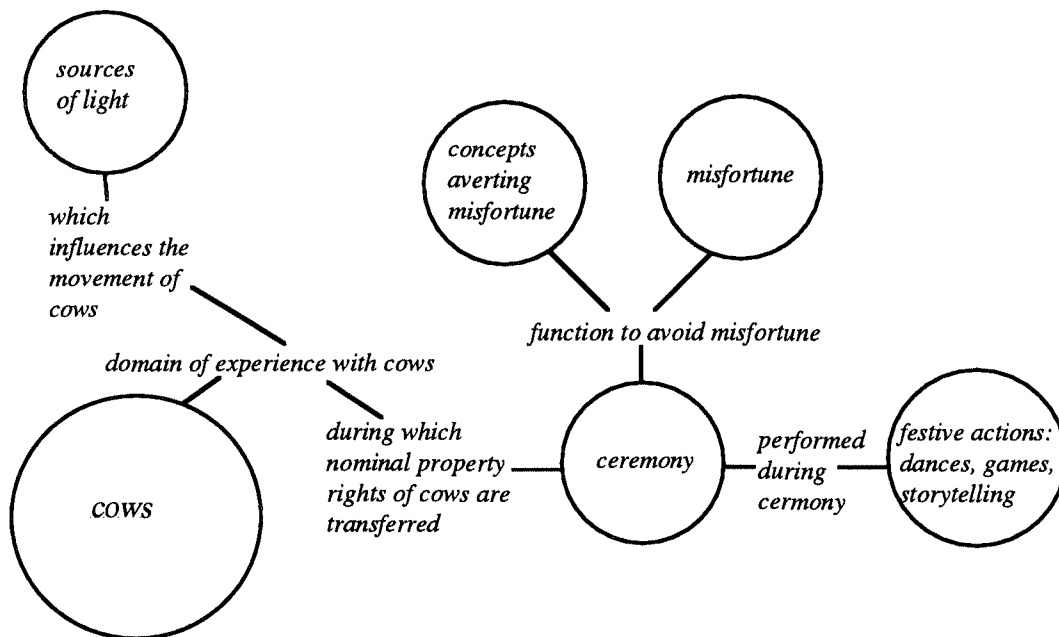 sources
of light
concepts
averting
misfortune
misfortune
which
influences the
movement of
cows
function to avoid misfortune
domain of experience with cows
during which
nominal property
rights of cows are
transferred
ceremony
performed
during
cermony
festive actions:
dances, games,
storytelling
cows